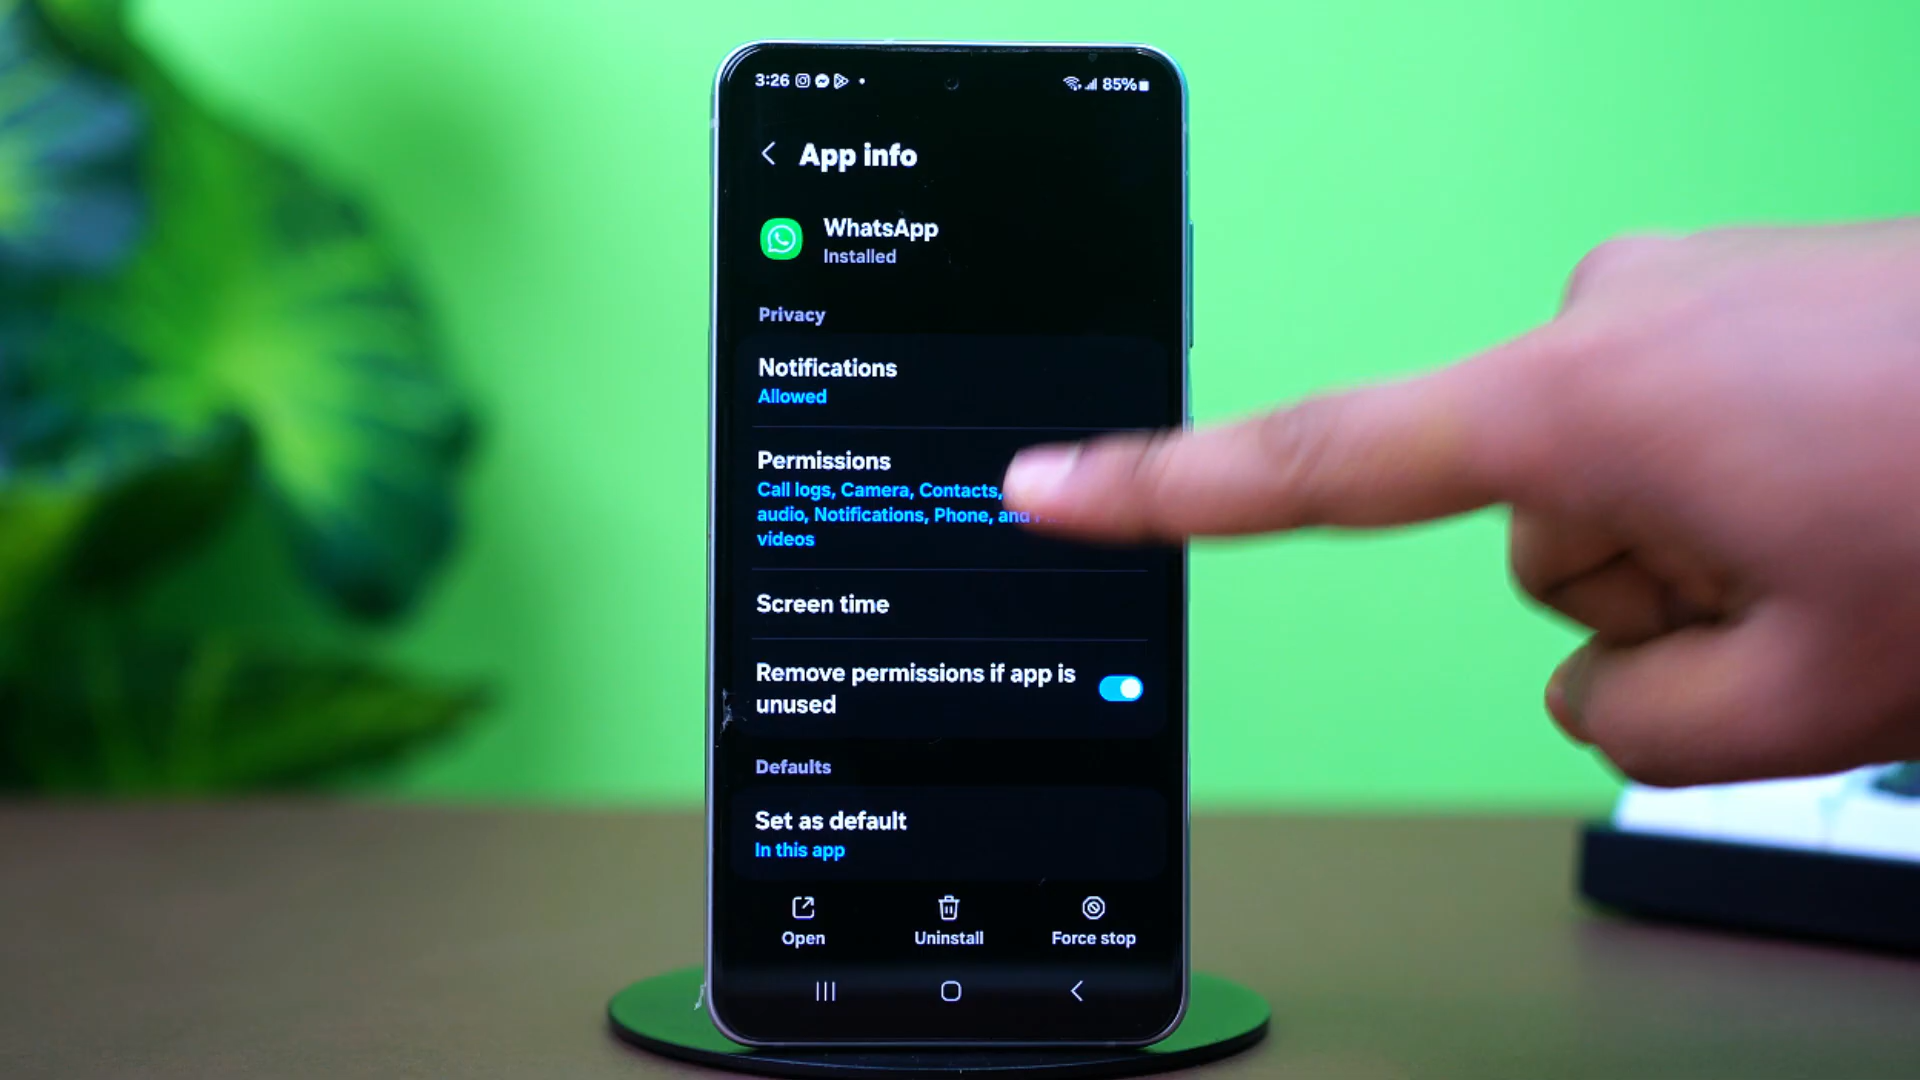 3:26
85%
App info
WhatsApp
Installed
Privacy
Notifications
Allowed
Permissions
Call logs, Camera, Contacts,
audio, Notifications, Phone, and
videos
Screen time
Remove permissions if app is
unused
Defaults
Set as default
In this app
Open Uninstall Force stop